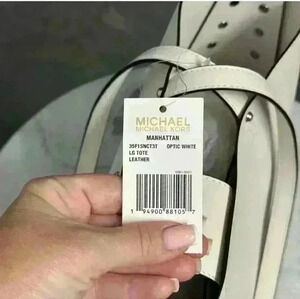 MICHAEL
MICHAEL KORS
MANHATTAN
35F1SNCT3T OPTIC WHITE
LG TOTE
LEATHER
1 94900 88105 7